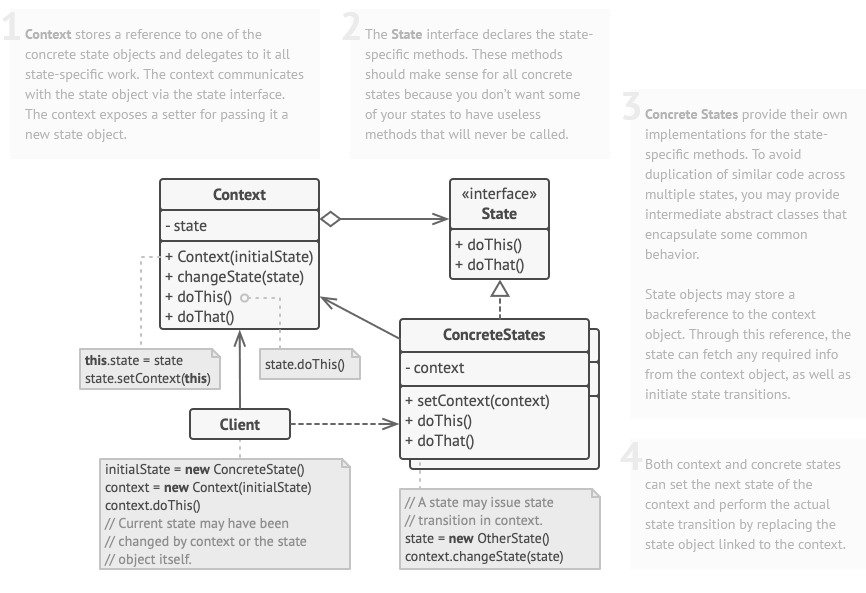 1
Context stores a reference to one of the
concrete state objects and delegates to it all
state-specific work. The context communicates
with the state object via the state interface.
The context exposes a setter for passing it a
new state object.
2
The State interface declares the state-
specific methods. These methods
should make sense for all concrete
states because you don’t want some
of your states to have useless
methods that will never be called.
3
Concrete States provide their own
implementations for the state-
specific methods. To avoid
duplication of similar code across
multiple states, you may provide
intermediate abstract classes that
encapsulate some common
behavior.
State objects may store a
backreference to the context
object. Through this reference, the
state can fetch any required info
from the context object, as well as
initiate state transitions.
4
Both context and concrete states
can set the next state of the
context and perform the actual
state transition by replacing the
state object linked to the context.
Context
- state
+ Context(initialState)
+ changeState(state)
+ doThis()
+ doThat()
«interface»
State
+ doThis()
+ doThat()
this.state = state
state.setContext(this)
state.doThis()
ConcreteStates
- context
+ setContext(context)
+ doThis()
+ doThat()
Client
initialState = new ConcreteState()
context = new Context(initialState)
context.doThis()
// Current state may have been
// changed by context or the state
// object itself.
// A state may issue state
// transition in context.
state = new OtherState()
context.changeState(state)